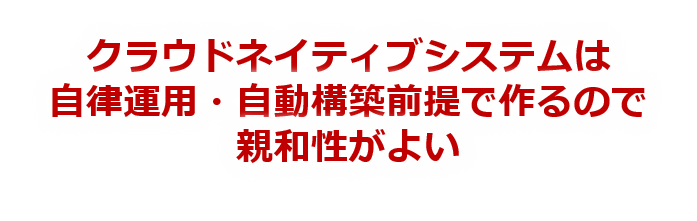 クラウドネイティブシステムは
自律運用・自動構築前提で作るので
親和性がよい